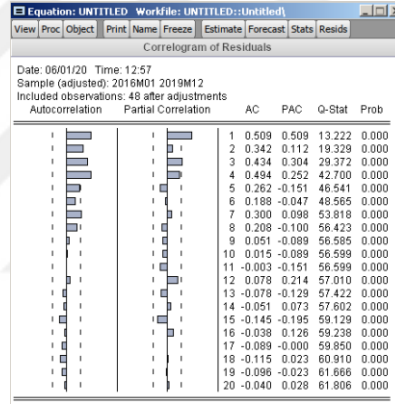 Equation: UNTITLED Workfile: UNTITLED::Untitled\
View Proc Object Print Name Freeze Estimate Forecast Stats Resids
Correlogram of Residuals
Date: 06/01/20 Time: 12:57
Sample (adjusted): 2016M01 2019M12
Included observations: 48 after adjustments
Autocorrelation Partial Correlation AC PAC Q-Stat Prob
1 0.509 0.509 13.222 0.000
2 0.342 0.112 19.329 0.000
3 0.434 0.304 29.372 0.000
4 0.494 0.252 42.700 0.000
5 0.262 -0.151 46.541 0.000
6 0.188 -0.047 48.565 0.000
7 0.300 0.098 53.818 0.000
8 0.208 -0.100 56.423 0.000
9 0.051 -0.089 56.585 0.000
10 0.015 -0.089 56.599 0.000
11 -0.003 -0.151 56.599 0.000
12 0.078 0.214 57.010 0.000
13 -0.078 -0.129 57.422 0.000
14 -0.051 0.073 57.602 0.000
15 -0.145 -0.195 59.129 0.000
16 -0.038 0.126 59.238 0.000
17 -0.089 -0.000 59.850 0.000
18 -0.115 0.023 60.910 0.000
19 -0.096 -0.023 61.666 0.000
20 -0.040 0.028 61.806 0.000